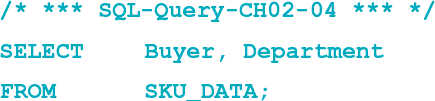 /* *** SQL-Query-CH02-04 *** */
SELECT Buyer, Department
FROM SKU_DATA;